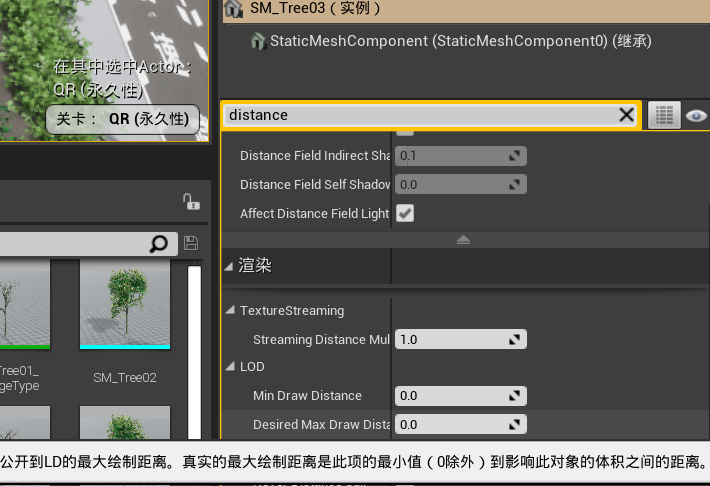 SM_Tree03（实例）
StaticMeshComponent (StaticMeshComponent0) (继承)
在其中选中Actor：
QR (永久性)
关卡： QR (永久性)
distance
Distance Field Indirect Sha
0.1
Distance Field Self Shadow
0.0
Affect Distance Field Light
渲染
TextureStreaming
Streaming Distance Mul
1.0
LOD
Min Draw Distance
0.0
Desired Max Draw Dista
0.0
Tree01_
geType
SM_Tree02
公开到LD的最大绘制距离。真实的最大绘制距离是此项的最小值（0除外）到影响此对象的体积之间的距离。